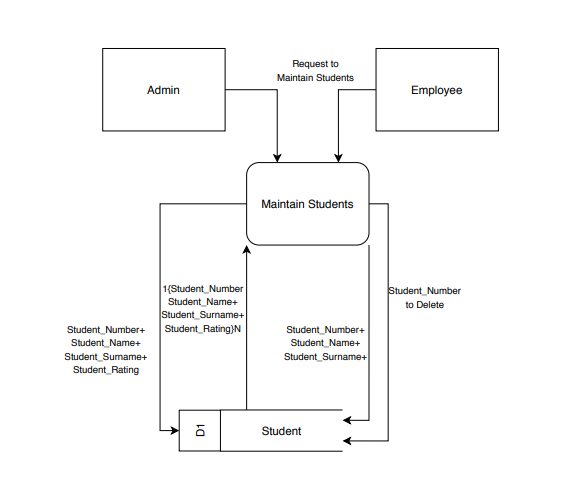 Admin
Request to
Maintain Students
Employee
Maintain Students
1{Student_Number
Student_Name+
Student_Surname+
Student_Rating}N
Student_Number
to Delete
Student_Number+
Student_Name+
Student_Surname+
Student_Rating
Student_Number+
Student_Name+
Student_Surname+
D1
Student